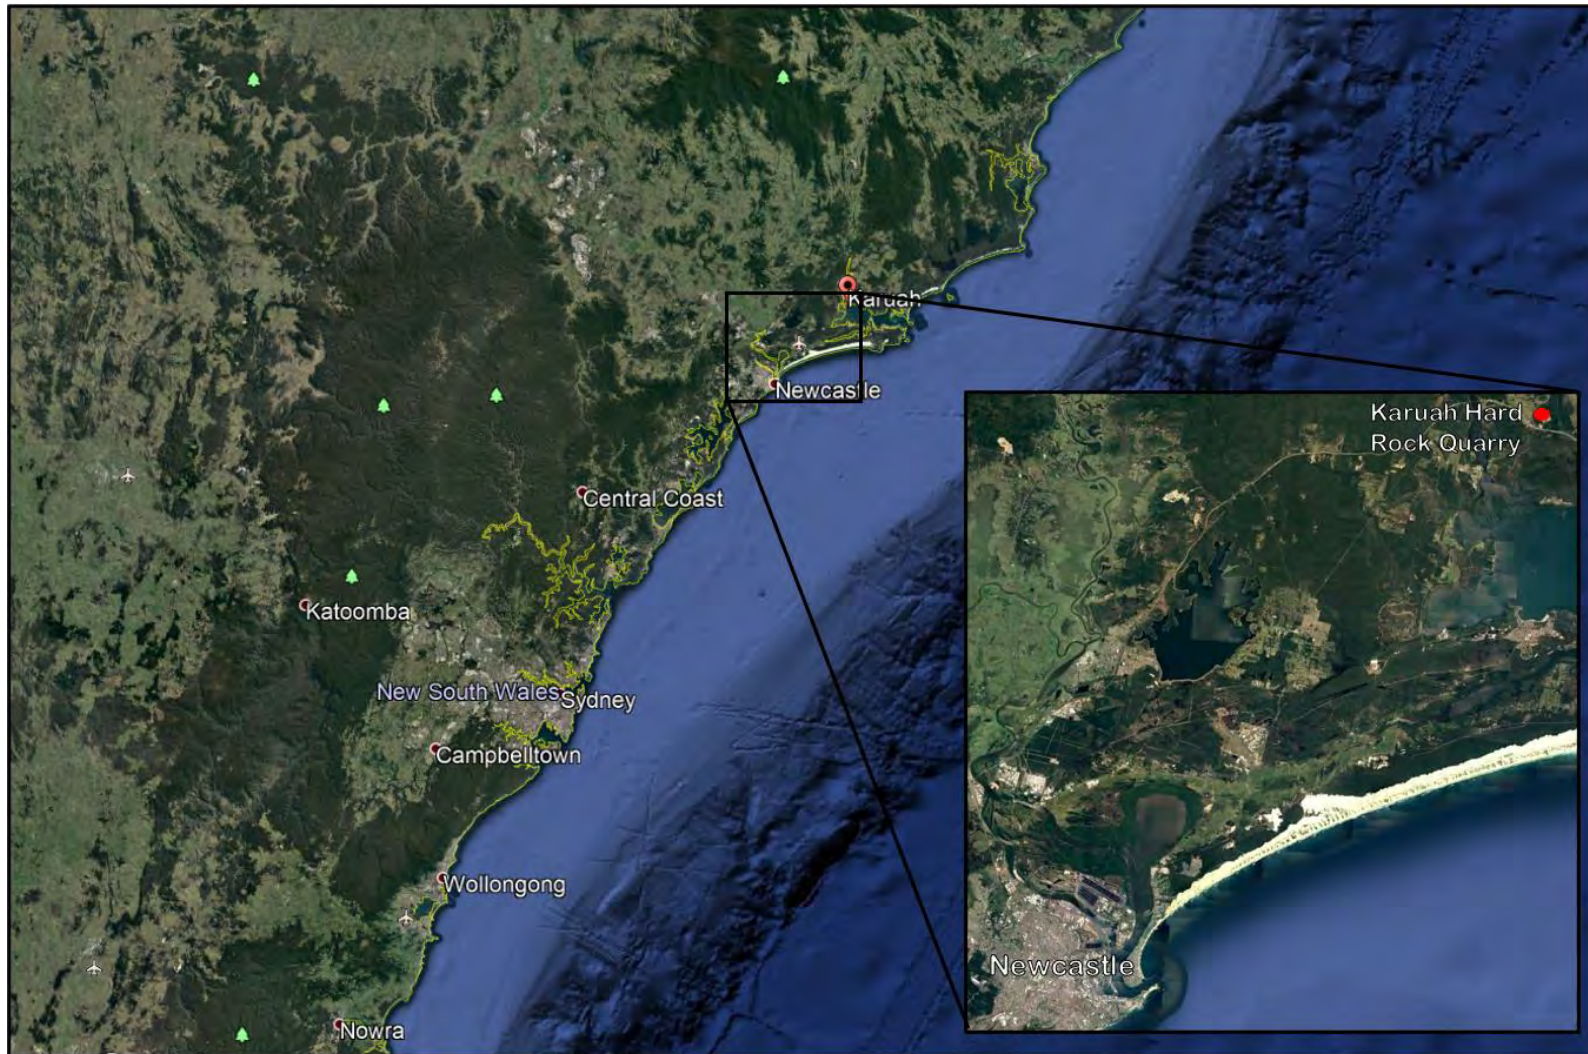 Karuah
Newcastle
Karuah Hard
Rock Quarry
Central Coast
Katoomba
New South Wales
Sydney
Campbelltown
Wollongong
Newcastle
Nowra